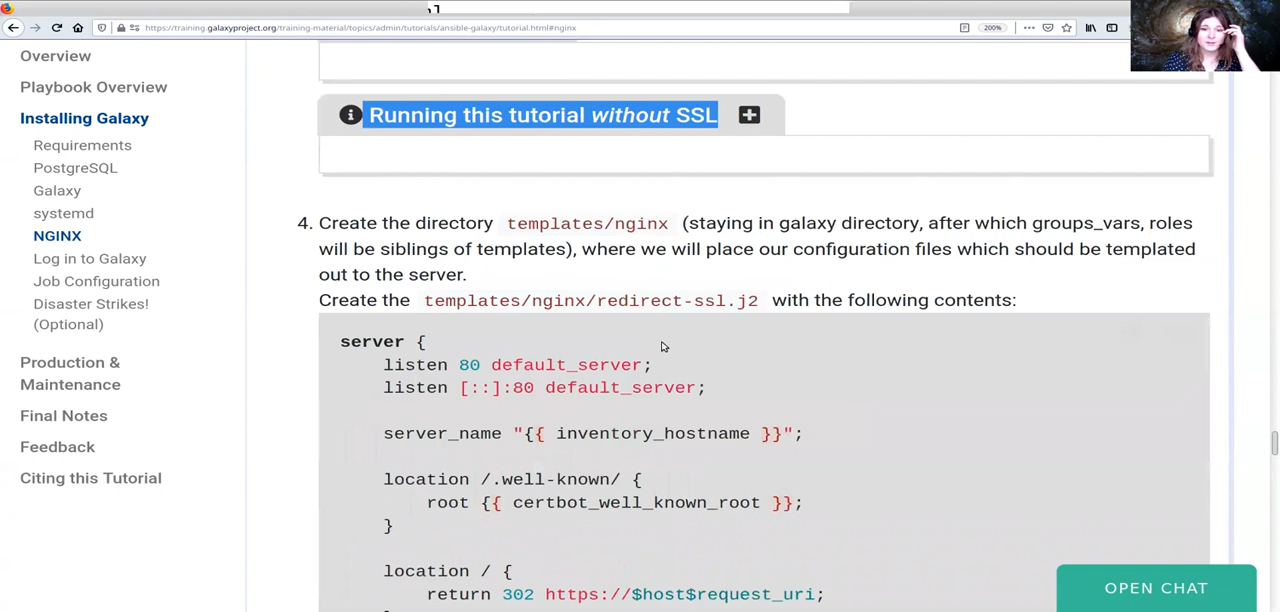 https://training.galaxyproject.org/training-material/topics/admin/tutorials/ansible-galaxy/tutorial.html#nginx
200%
Overview
Playbook Overview
Installing Galaxy
Requirements
PostgreSQL
Galaxy
systemd
NGINX
Log in to Galaxy
Job Configuration
Disaster Strikes!
(Optional)
Production &
Maintenance
Final Notes
Feedback
Citing this Tutorial
Running this tutorial without SSL
4. Create the directory templates/nginx (staying in galaxy directory, after which groups_vars, roles
will be siblings of templates), where we will place our configuration files which should be templated
out to the server.
Create the templates/nginx/redirect-ssl.j2 with the following contents:
server {
listen 80 default_server;
listen [::]:80 default_server;
server_name "{{ inventory_hostname }}";
location /.well-known/ {
root {{ certbot_well_known_root }};
}
location / {
return 302 https://$host$request_uri;
OPEN CHAT